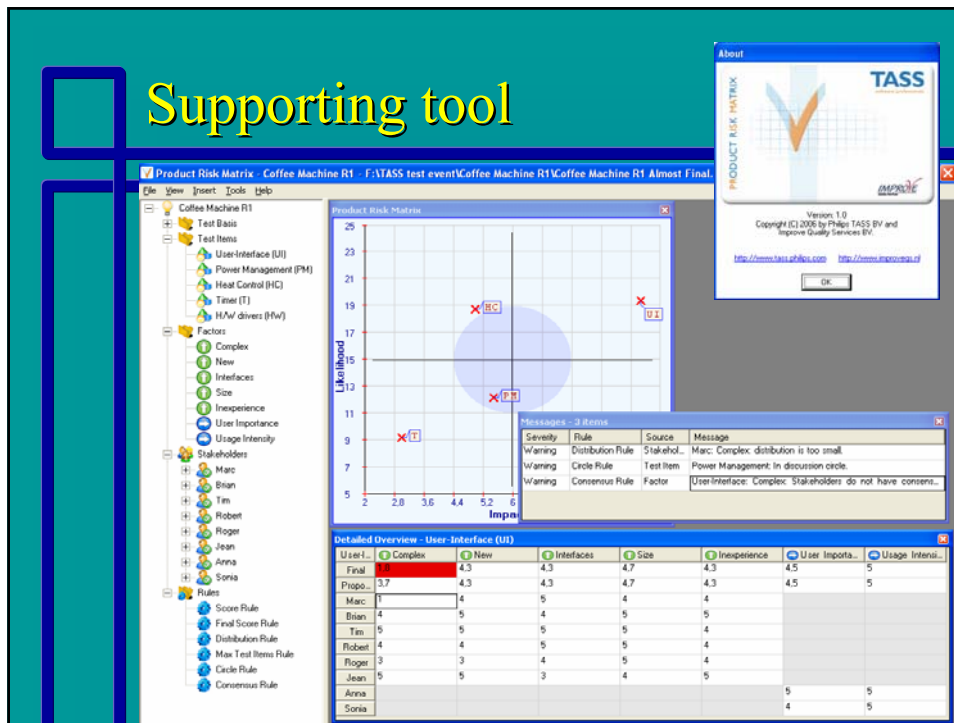 Supporting tool
About
PRODUCT RISK MATRIX
TASS
IMPROVE
Version: 1.0
Copyright (C) 2006 by Philips TASS BV and
Improve Quality Services BV.
http://www.tass.philips.com http://www.improveqs.nl
OK
Product Risk Matrix - Coffee Machine R1 - F:\TASS test event\Coffee Machine R1\Coffee Machine R1 Almost Final.
File View Insert Tools Help
Coffee Machine R1
Test Basis
Test Items
User-Interface (UI)
Power Management (PM)
Heat Control (HC)
Timer (T)
H/W drivers (HW)
Factors
Complex
New
Interfaces
Size
Inexperience
User Importance
Usage Intensity
Stakeholders
Marc
Brian
Tim
Robert
Roger
Jean
Anna
Sonia
Rules
Score Rule
Final Score Rule
Distribution Rule
Max Test Items Rule
Circle Rule
Consensus Rule
Product Risk Matrix
25
23
21
19
17
15
13
11
9
7
5
Likelihood
HC
UI
PM
T
2 2,8 3,6 4,4 5,2 6
Impa
Messages - 3 items
Severity Rule Source Message
Warning Distribution Rule Stakehol... Marc: Complex: distribution is too small.
Warning Circle Rule Test Item Power Management: In discussion circle.
Warning Consensus Rule Factor User-Interface: Complex: Stakeholders do not have consens...
Detailed Overview - User-Interface (UI)
User-I... Complex New Interfaces Size Inexperience User Importa... Usage Intensi...
Final 1,8 4,3 4,3 4,7 4,3 4,5 5
Propo... 3,7 4,3 4,3 4,7 4,3 4,5 5
Marc 1 4 5 4 4
Brian 4 5 4 5 5
Tim 5 5 5 5 4
Robert 4 4 5 5 4
Roger 3 3 4 5 4
Jean 5 5 3 4 5
Anna 5 5
Sonia 4 5